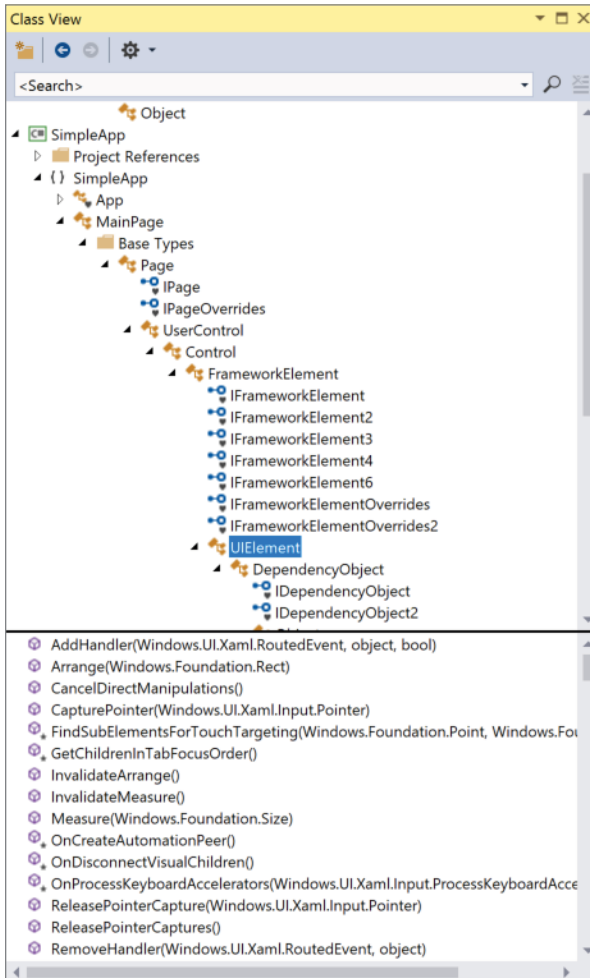 Class View
<Search>
Object
SimpleApp
Project References
{ } SimpleApp
App
MainPage
Base Types
Page
IPage
IPageOverrides
UserControl
Control
FrameworkElement
IFrameworkElement
IFrameworkElement2
IFrameworkElement3
IFrameworkElement4
IFrameworkElement6
IFrameworkElementOverrides
IFrameworkElementOverrides2
UIElement
DependencyObject
IDependencyObject
IDependencyObject2
AddHandler(Windows.UI.Xaml.RoutedEvent, object, bool)
Arrange(Windows.Foundation.Rect)
CancelDirectManipulations()
CapturePointer(Windows.UI.Xaml.Input.Pointer)
FindSubElementsForTouchTargeting(Windows.Foundation.Point, Windows.Fou
GetChildrenInTabFocusOrder()
InvalidateArrange()
InvalidateMeasure()
Measure(Windows.Foundation.Size)
OnCreateAutomationPeer()
OnDisconnectVisualChildren()
OnProcessKeyboardAccelerators(Windows.UI.Xaml.Input.ProcessKeyboardAcce
ReleasePointerCapture(Windows.UI.Xaml.Input.Pointer)
ReleasePointerCaptures()
RemoveHandler(Windows.UI.Xaml.RoutedEvent, object)